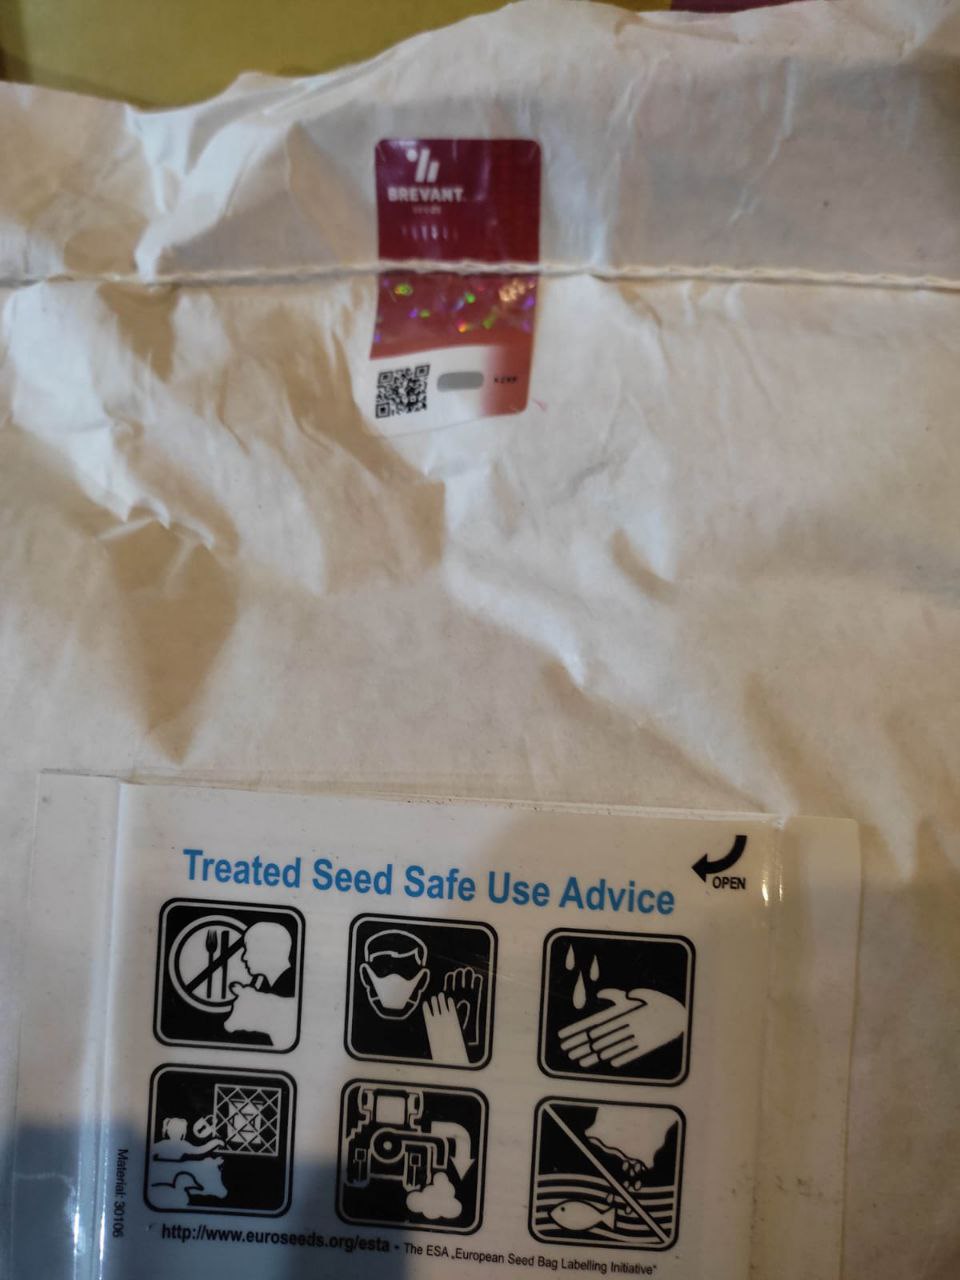 BREVANT
seeds
Treated Seed Safe Use Advice
OPEN
Material: 30106
http://www.euroseeds.org/esta - The ESA „European Seed Bag Labelling Initiative"